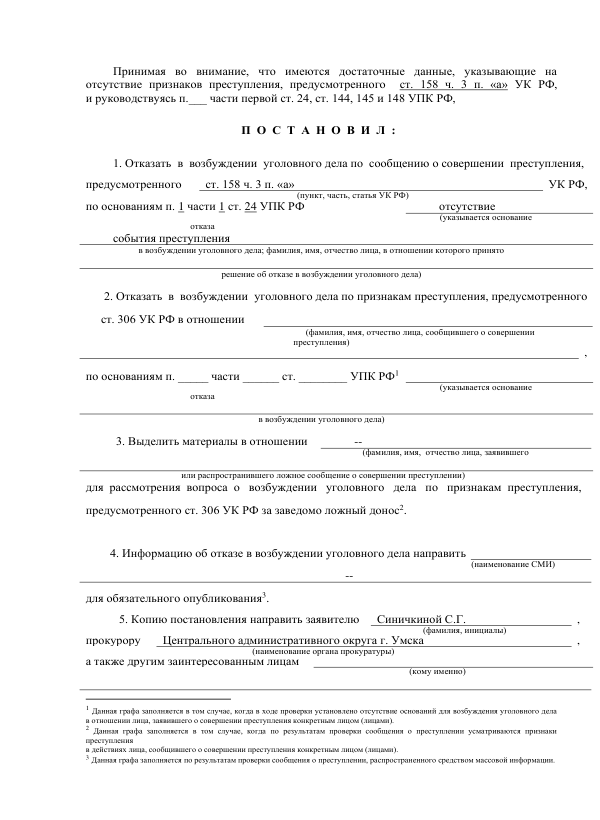 Принимая во внимание, что имеются достаточные данные, указывающие на
отсутствие признаков преступления, предусмотренного ст. 158 ч. 3 п. «а» УК РФ,
и руководствуясь п.___ части первой ст. 24, ст. 144, 145 и 148 УПК РФ,
П О С Т А Н О В И Л :
1. Отказать в возбуждении уголовного дела по сообщению о совершении преступления,
предусмотренного ст. 158 ч. 3 п. «а» УК РФ,
(пункт, часть, статья УК РФ)
по основаниям п. 1 части 1 ст. 24 УПК РФ отсутствие
(указывается основание
отказа
события преступления
в возбуждении уголовного дела; фамилия, имя, отчество лица, в отношении которого принято
решение об отказе в возбуждении уголовного дела)
2. Отказать в возбуждении уголовного дела по признакам преступления, предусмотренного
ст. 306 УК РФ в отношении
(фамилия, имя, отчество лица, сообщившего о совершении
преступления)
,
по основаниям п. _____ части ______ ст. ________ УПК РФ1
(указывается основание
отказа
в возбуждении уголовного дела)
3. Выделить материалы в отношении --
(фамилия, имя, отчество лица, заявившего
или распространившего ложное сообщение о совершении преступления)
для рассмотрения вопроса о возбуждении уголовного дела по признакам преступления,
предусмотренного ст. 306 УК РФ за заведомо ложный донос2.
4. Информацию об отказе в возбуждении уголовного дела направить
(наименование СМИ)
--
для обязательного опубликования3.
5. Копию постановления направить заявителю Синичкиной С.Г. ,
(фамилия, инициалы)
прокурору Центрального административного округа г. Умска ,
(наименование органа прокуратуры)
а также другим заинтересованным лицам
(кому именно)
1 Данная графа заполняется в том случае, когда в ходе проверки установлено отсутствие оснований для возбуждения уголовного дела
в отношении лица, заявившего о совершении преступления конкретным лицом (лицами).
2 Данная графа заполняется в том случае, когда по результатам проверки сообщения о преступлении усматриваются признаки
преступления
в действиях лица, сообщившего о совершении преступления конкретным лицом (лицами).
3 Данная графа заполняется по результатам проверки сообщения о преступлении, распространенного средством массовой информации.